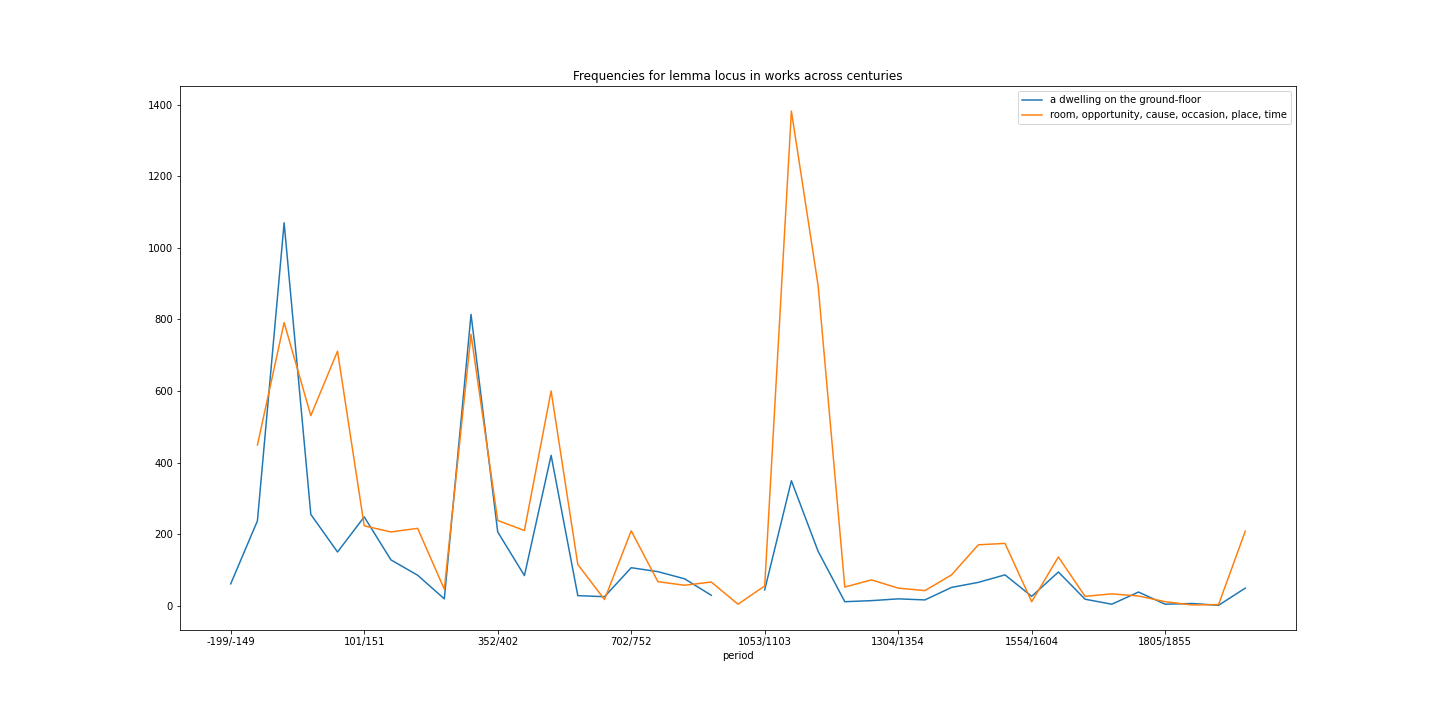 Frequencies for lemma locus in works across centuries
a dwelling on the ground-floor
room, opportunity, cause, occasion, place, time
1400
1200
1000
800
600
400
200
0
-199/-149 101/151 352/402 702/752 1053/1103 1304/1354 1554/1604 1805/1855
period